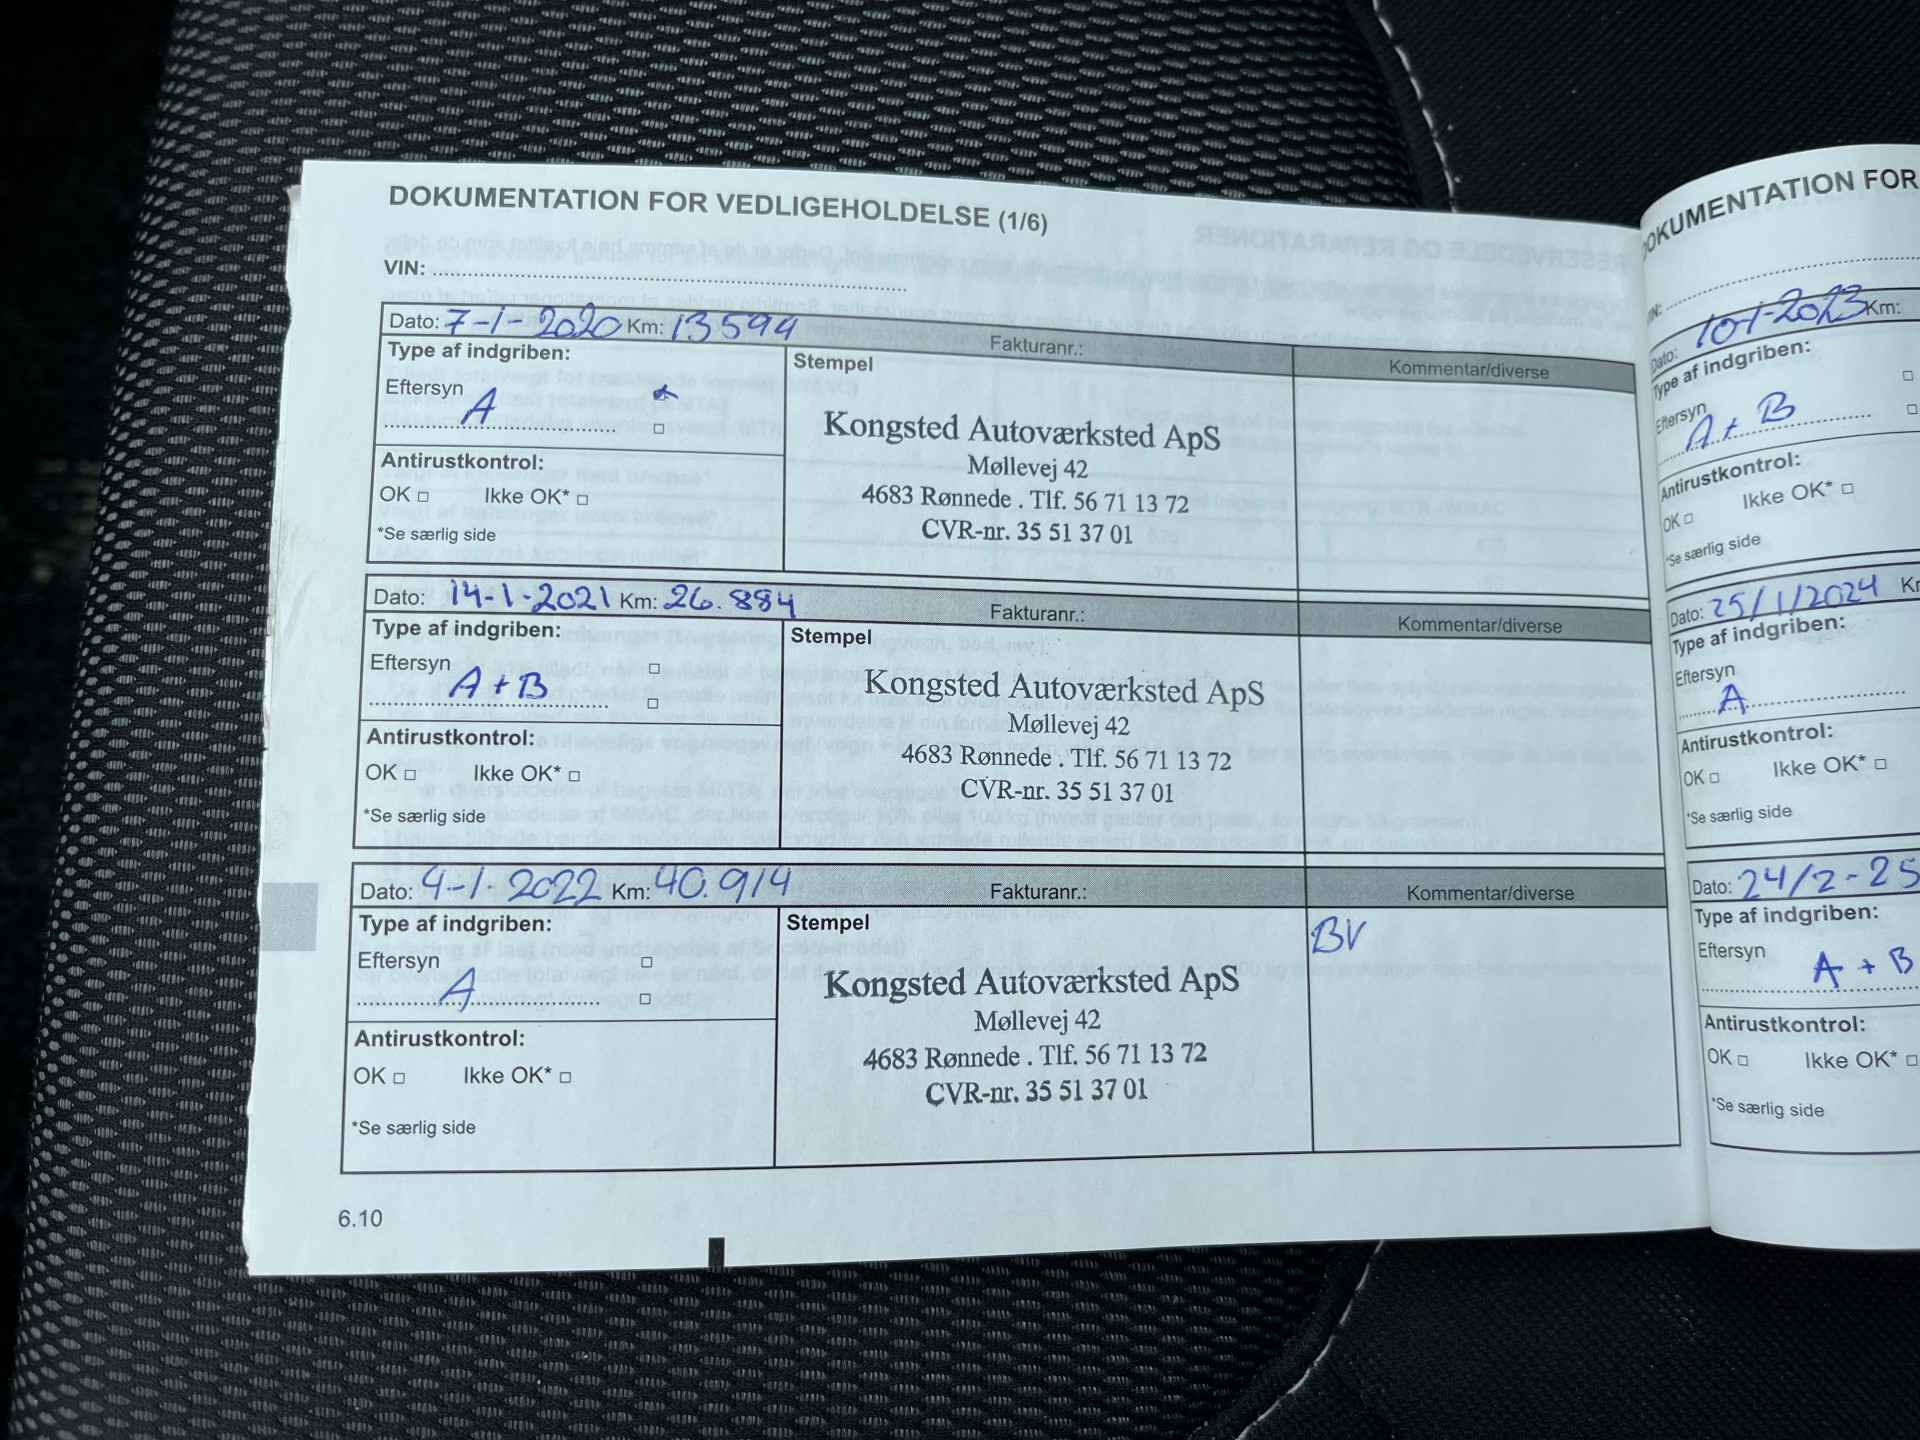 DOKUMENTATION FOR VEDLIGEHOLDELSE (1/6)
VIN:
Dato: 7-1-2020 Km: 13594 Fakturanr.: Kommentar/diverse
Type af indgriben: Stempel
Eftersyn
A
Kongsted Autoværksted ApS
Møllevej 42
4683 Rønnede . Tlf. 56 71 13 72
CVR-nr. 35 51 37 01
Antirustkontrol:
OK □ Ikke OK* □
*Se særlig side
Dato: 14-1-2021 Km: 26.884 Fakturanr.: Kommentar/diverse
Type af indgriben: Stempel
Eftersyn
A + B
Kongsted Autoværksted ApS
Møllevej 42
4683 Rønnede . Tlf. 56 71 13 72
CVR-nr. 35 51 37 01
Antirustkontrol:
OK □ Ikke OK* □
*Se særlig side
Dato: 4-1-2022 Km: 40.914 Fakturanr.: Kommentar/diverse
Type af indgriben: Stempel
BV
Eftersyn
A
Kongsted Autoværksted ApS
Møllevej 42
4683 Rønnede . Tlf. 56 71 13 72
CVR-nr. 35 51 37 01
Antirustkontrol:
OK □ Ikke OK* □
*Se særlig side
6.10
DOKUMENTATION FOR
Dato: 10-1-2023 Km:
Type af indgriben:
Eftersyn
A + B
Antirustkontrol:
OK □ Ikke OK* □
*Se særlig side
Dato: 25/1/2024
Type af indgriben:
Eftersyn
A
Antirustkontrol:
OK □ Ikke OK* □
*Se særlig side
Dato: 24/2-25
Type af indgriben:
Eftersyn
A + B
Antirustkontrol:
OK □ Ikke OK* □
*Se særlig side